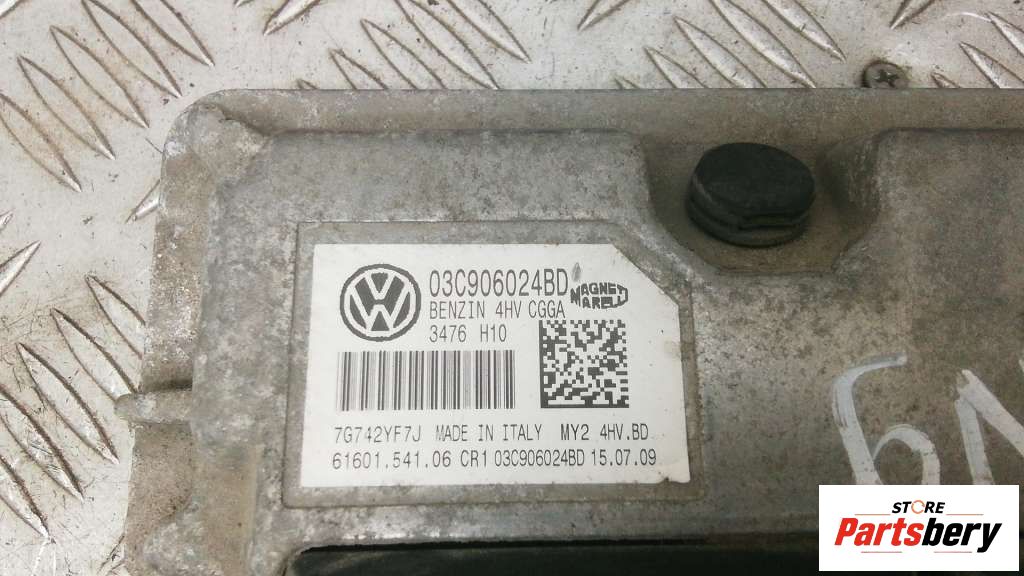 03C906024BD
MAGNETI
MARELLI
BENZIN 4HV CGGA
3476 H10
7G742YF7J MADE IN ITALY MY2 4HV.BD
61601.541.06 CR1 03C906024BD 15.07.09
STORE
Partsbery